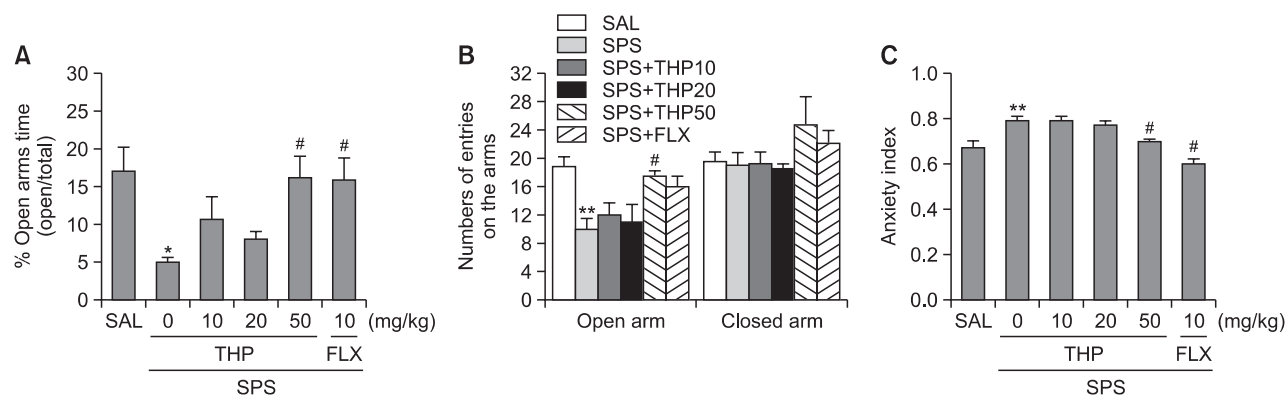 A
% Open arms time
(open/total)
30
25
20
15
10
5
0
*
#
#
SAL 0 10 20 50 10 (mg/kg)
THP FLX
SPS
B
SAL
SPS
SPS+THP10
SPS+THP20
SPS+THP50
SPS+FLX
Numbers of entries
on the arms
32
28
24
20
16
12
8
4
0
**
#
Open arm Closed arm
C
Anxiety index
1.0
0.8
0.6
0.4
0.2
0.0
**
#
#
SAL 0 10 20 50 10 (mg/kg)
THP FLX
SPS